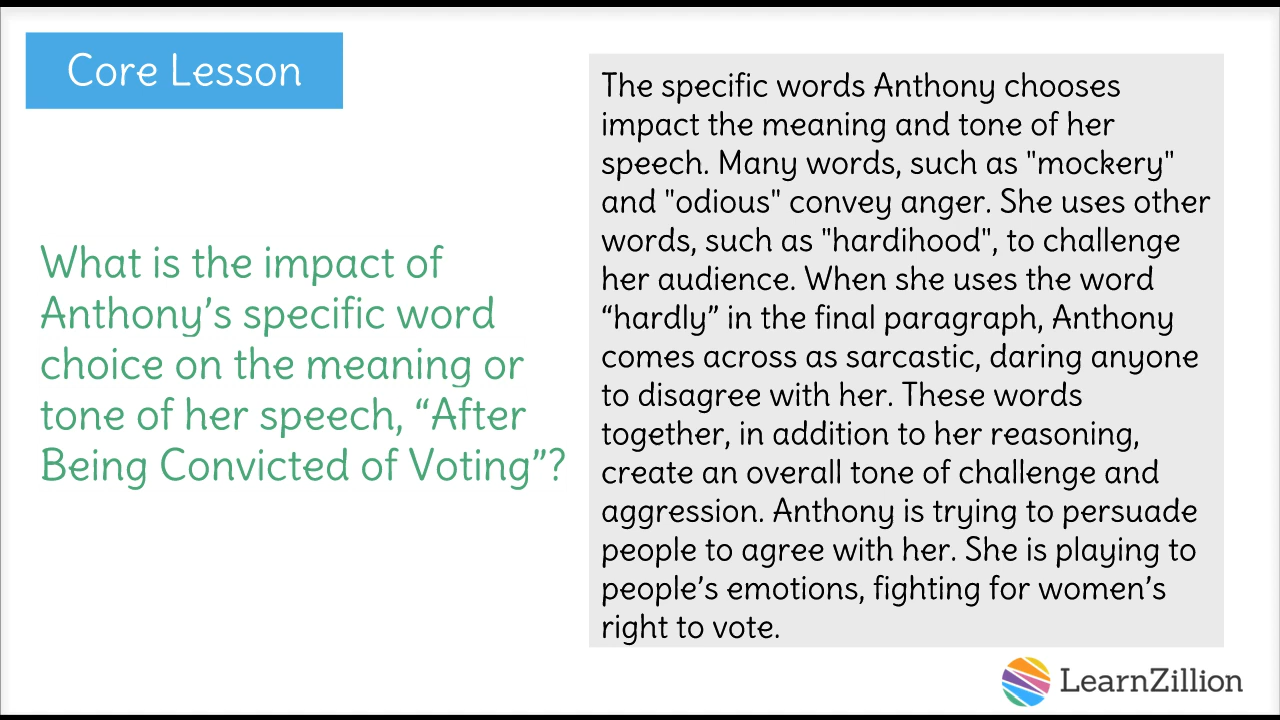 Core Lesson
What is the impact of
Anthony’s specific word
choice on the meaning or
tone of her speech, “After
Being Convicted of Voting”?
The specific words Anthony chooses
impact the meaning and tone of her
speech. Many words, such as "mockery"
and "odious" convey anger. She uses other
words, such as "hardihood", to challenge
her audience. When she uses the word
“hardly” in the final paragraph, Anthony
comes across as sarcastic, daring anyone
to disagree with her. These words
together, in addition to her reasoning,
create an overall tone of challenge and
aggression. Anthony is trying to persuade
people to agree with her. She is playing to
people’s emotions, fighting for women’s
right to vote.
LearnZillion